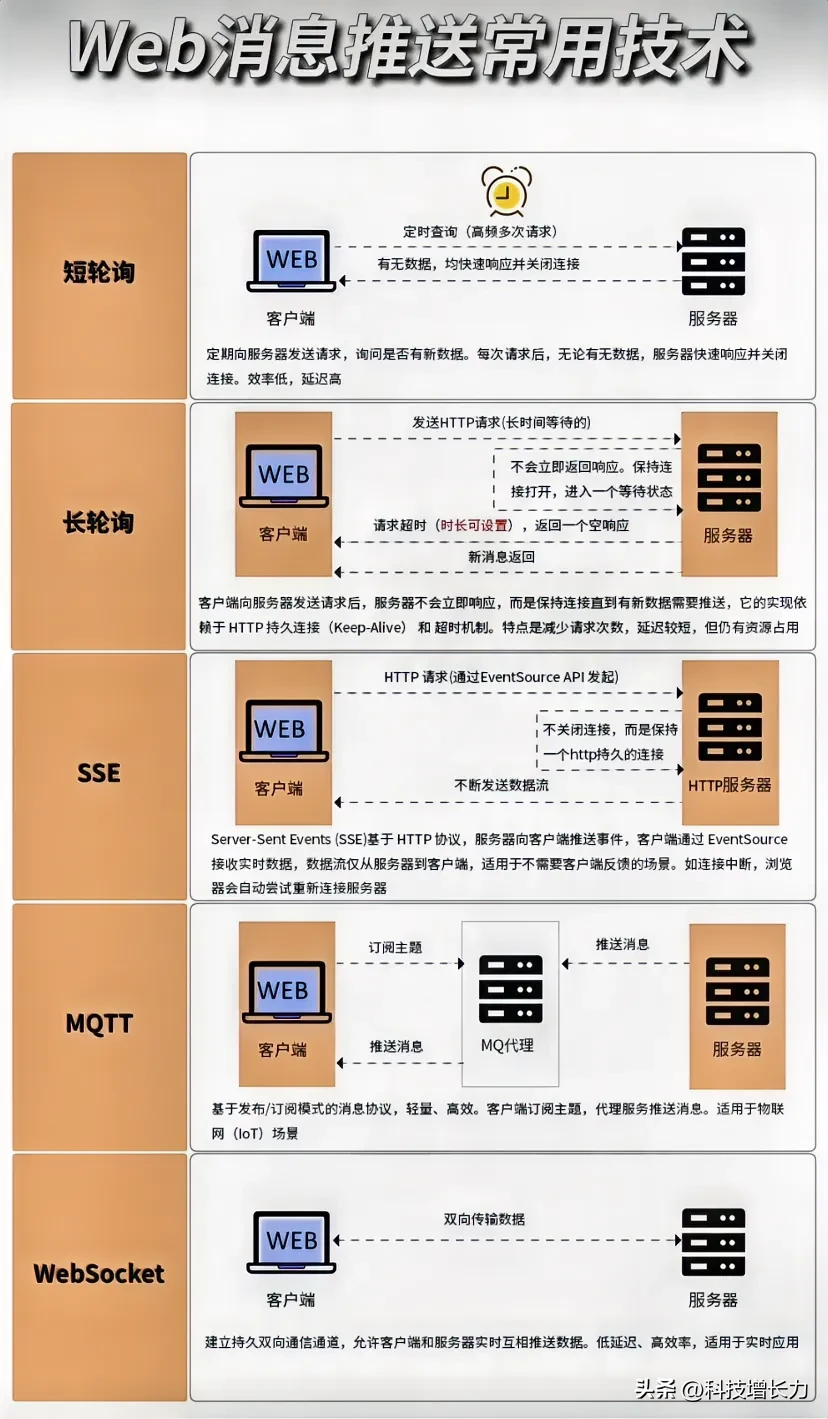 Web消息推送常用技术
短轮询
定时查询（高频多次请求）
WEB
有无数据，均快速响应并关闭连接
客户端
服务器
定期向服务器发送请求，询问是否有新数据。每次请求后，无论有无数据，服务器快速响应并关闭
连接。效率低，延迟高
长轮询
发送HTTP请求(长时间等待的)
WEB
不会立即返回响应。保持连
接打开，进入一个等待状态
客户端
请求超时（时长可设置），返回一个空响应
服务器
新消息返回
客户端向服务器发送请求后，服务器不会立即响应，而是保持连接直到有新数据需要推送，它的实现依
赖于 HTTP 持久连接（Keep-Alive） 和 超时机制。特点是减少请求次数，延迟较短，但仍有资源占用
SSE
HTTP 请求(通过EventSource API 发起)
WEB
不关闭连接，而是保持
一个http持久的连接
客户端
不断发送数据流
HTTP服务器
Server-Sent Events (SSE)基于 HTTP 协议，服务器向客户端推送事件，客户端通过 EventSource
接收实时数据，数据流仅从服务器到客户端，适用于不需要客户端反馈的场景。如连接中断，浏览
器会自动尝试重新连接服务器
MQTT
订阅主题
推送消息
WEB
客户端
推送消息
MQ代理
服务器
基于发布/订阅模式的消息协议，轻量、高效。客户端订阅主题，代理服务推送消息。适用于物联
网（IoT）场景
WebSocket
双向传输数据
WEB
客户端
服务器
建立持久双向通信通道，允许客户端和服务器实时互相推送数据。低延迟、高效率，适用于实时应用
头条 @科技增长力